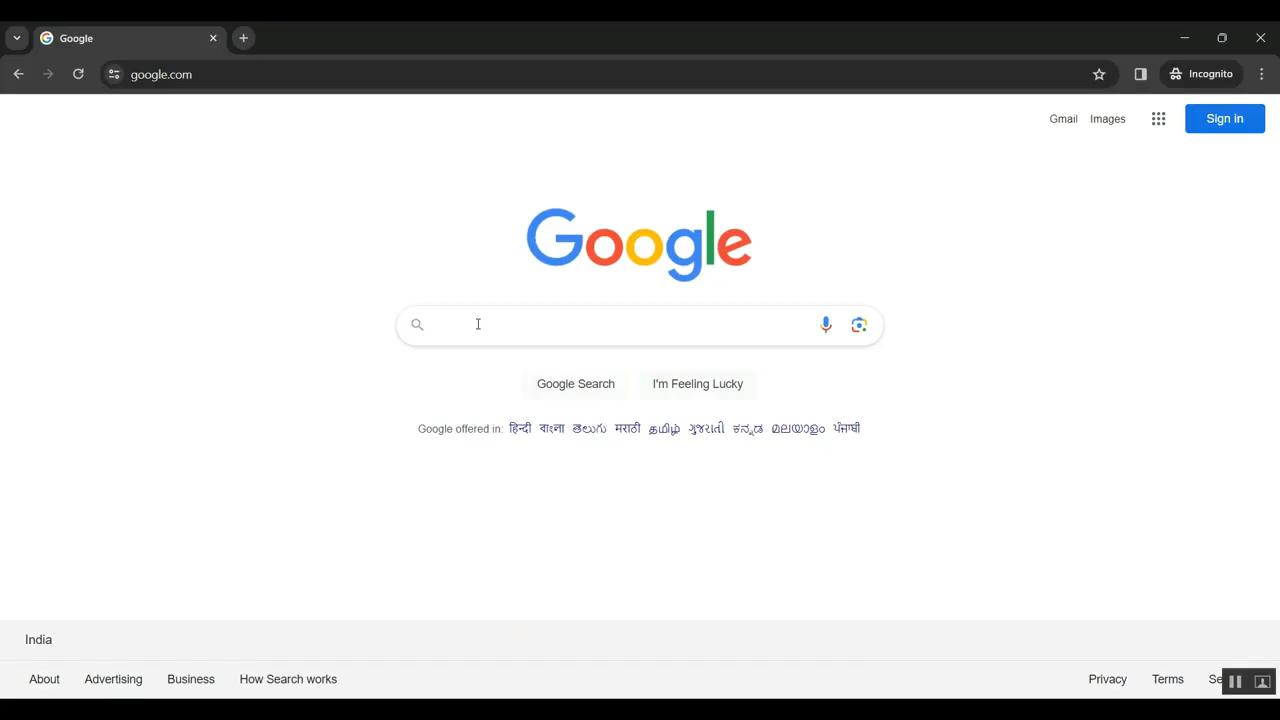 Google
google.com
Incognito
Gmail Images Sign in
Google
Google Search I'm Feeling Lucky
Google offered in: हिन्दी বাংলা తెలుగు मराठी தமிழ் ગુજરાતી ಕನ್ನಡ മലയാളം ਪੰਜਾਬੀ
India
About Advertising Business How Search works Privacy Terms Se